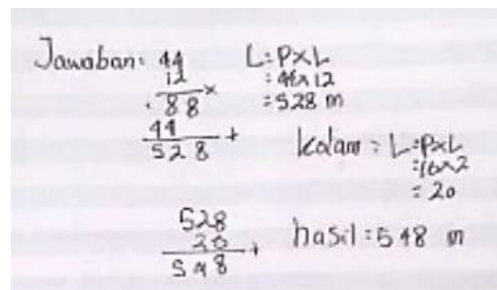 Jawaban: 44
12 ×
88
44
528 +
L = P×L
= 44×12
= 528 m
kolam = L = P×L
= 10×2
= 20
528
20
548 +
hasil = 548 m